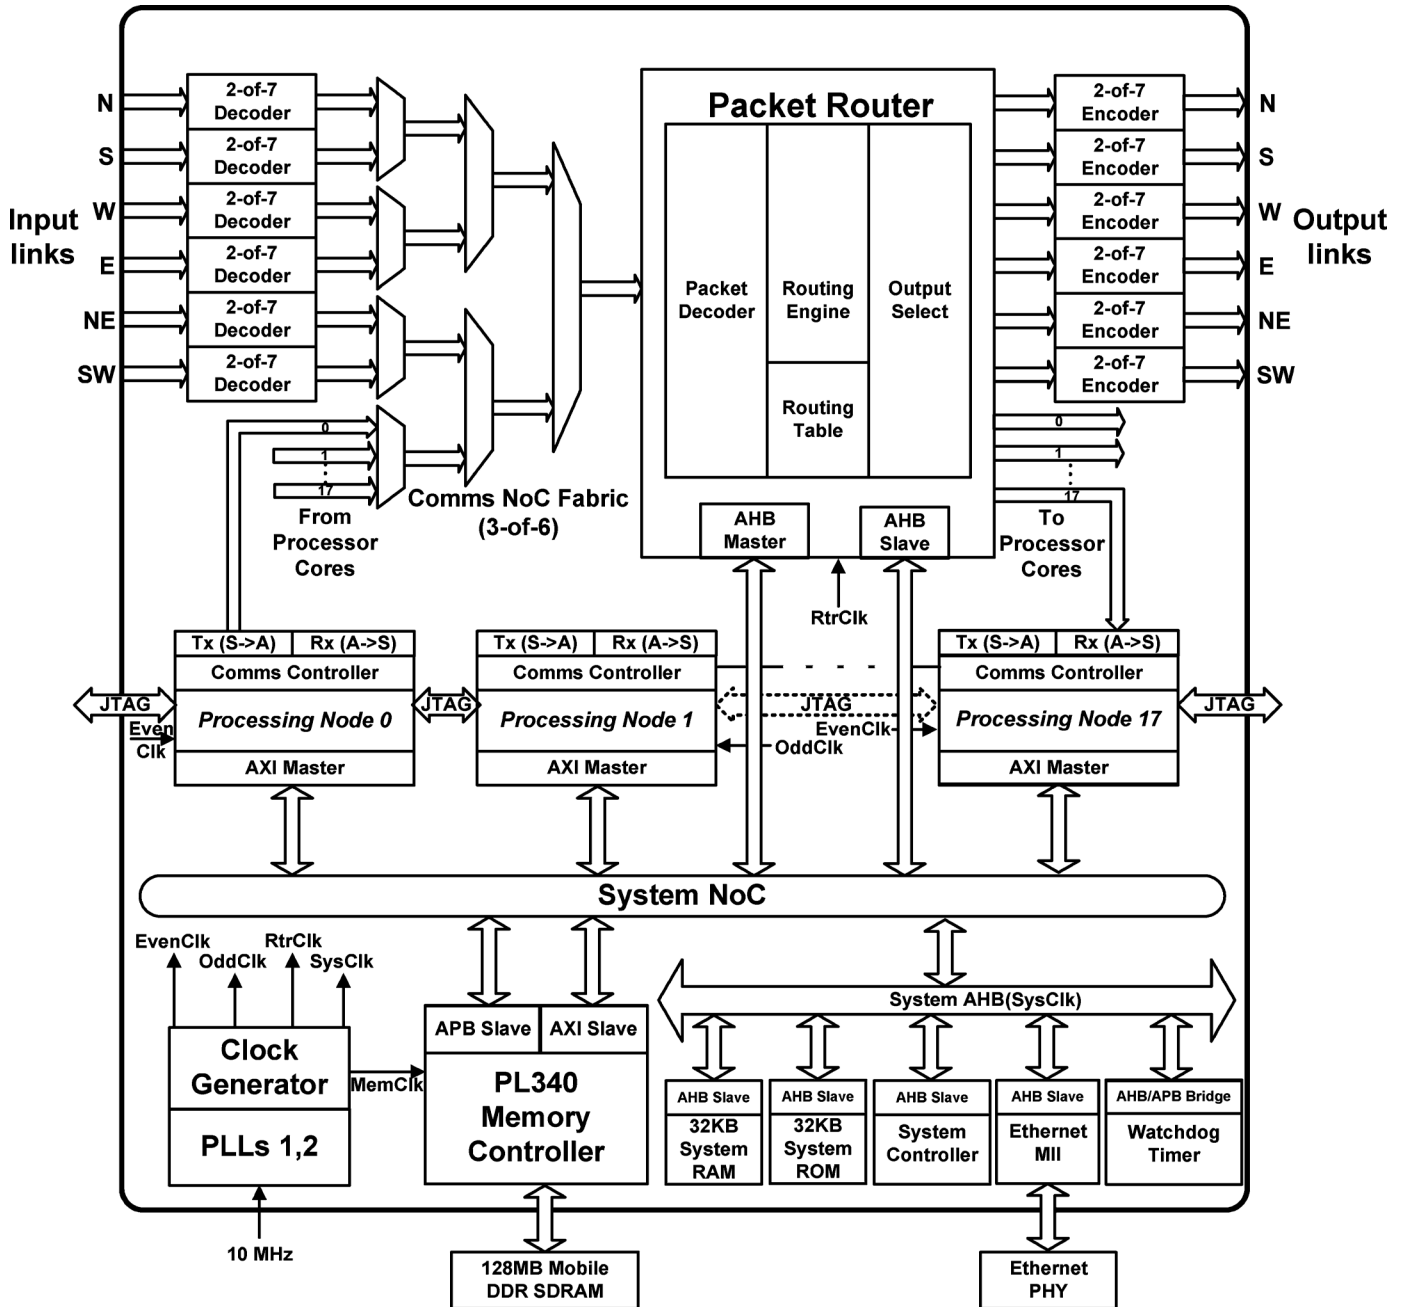 Packet Router
Input
links
N
S
W
E
NE
SW
2-of-7
Decoder
2-of-7
Decoder
2-of-7
Decoder
2-of-7
Decoder
2-of-7
Decoder
2-of-7
Decoder
0
1
17
From
Processor
Cores
Comms NoC Fabric
(3-of-6)
Packet
Decoder
Routing
Engine
Routing
Table
Output
Select
AHB
Master
AHB
Slave
RtrClk
2-of-7
Encoder
2-of-7
Encoder
2-of-7
Encoder
2-of-7
Encoder
2-of-7
Encoder
2-of-7
Encoder
N
S
W
E
NE
SW
Output
links
0
1
17
To
Processor
Cores
Tx (S->A)
Rx (A->S)
Comms Controller
Processing Node 0
AXI Master
JTAG
Even
Clk
JTAG
Tx (S->A)
Rx (A->S)
Comms Controller
Processing Node 1
AXI Master
JTAG
EvenClk
OddClk
Tx (S->A)
Rx (A->S)
Comms Controller
Processing Node 17
AXI Master
JTAG
System NoC
EvenClk
OddClk
RtrClk
SysClk
Clock
Generator
PLLs 1,2
10 MHz
MemClk
APB Slave
AXI Slave
PL340
Memory
Controller
128MB Mobile
DDR SDRAM
System AHB(SysClk)
AHB Slave
32KB
System
RAM
AHB Slave
32KB
System
ROM
AHB Slave
System
Controller
AHB Slave
Ethernet
MII
AHB/APB Bridge
Watchdog
Timer
Ethernet
PHY